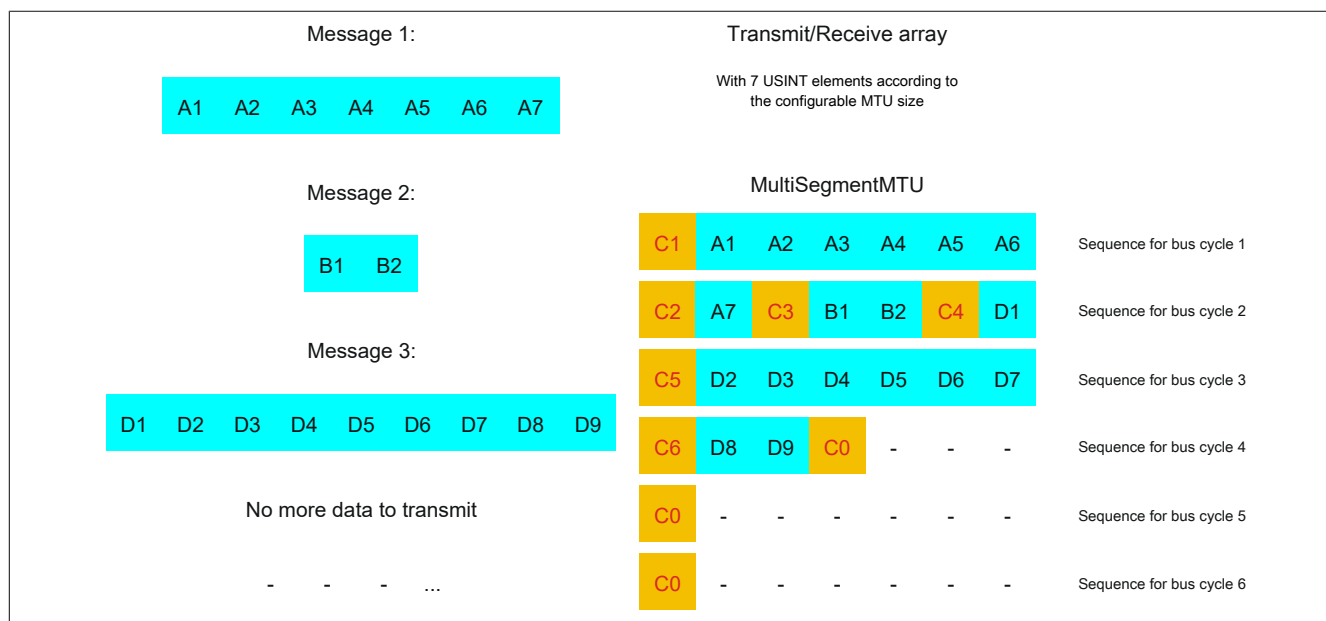 Message 1:
A1 A2 A3 A4 A5 A6 A7
Message 2:
B1 B2
Message 3:
D1 D2 D3 D4 D5 D6 D7 D8 D9
No more data to transmit
- - - ...
Transmit/Receive array
With 7 USINT elements according to
the configurable MTU size
MultiSegmentMTU
C1 A1 A2 A3 A4 A5 A6 Sequence for bus cycle 1
C2 A7 C3 B1 B2 C4 D1 Sequence for bus cycle 2
C5 D2 D3 D4 D5 D6 D7 Sequence for bus cycle 3
C6 D8 D9 C0 - - - Sequence for bus cycle 4
C0 - - - - - - Sequence for bus cycle 5
C0 - - - - - - Sequence for bus cycle 6